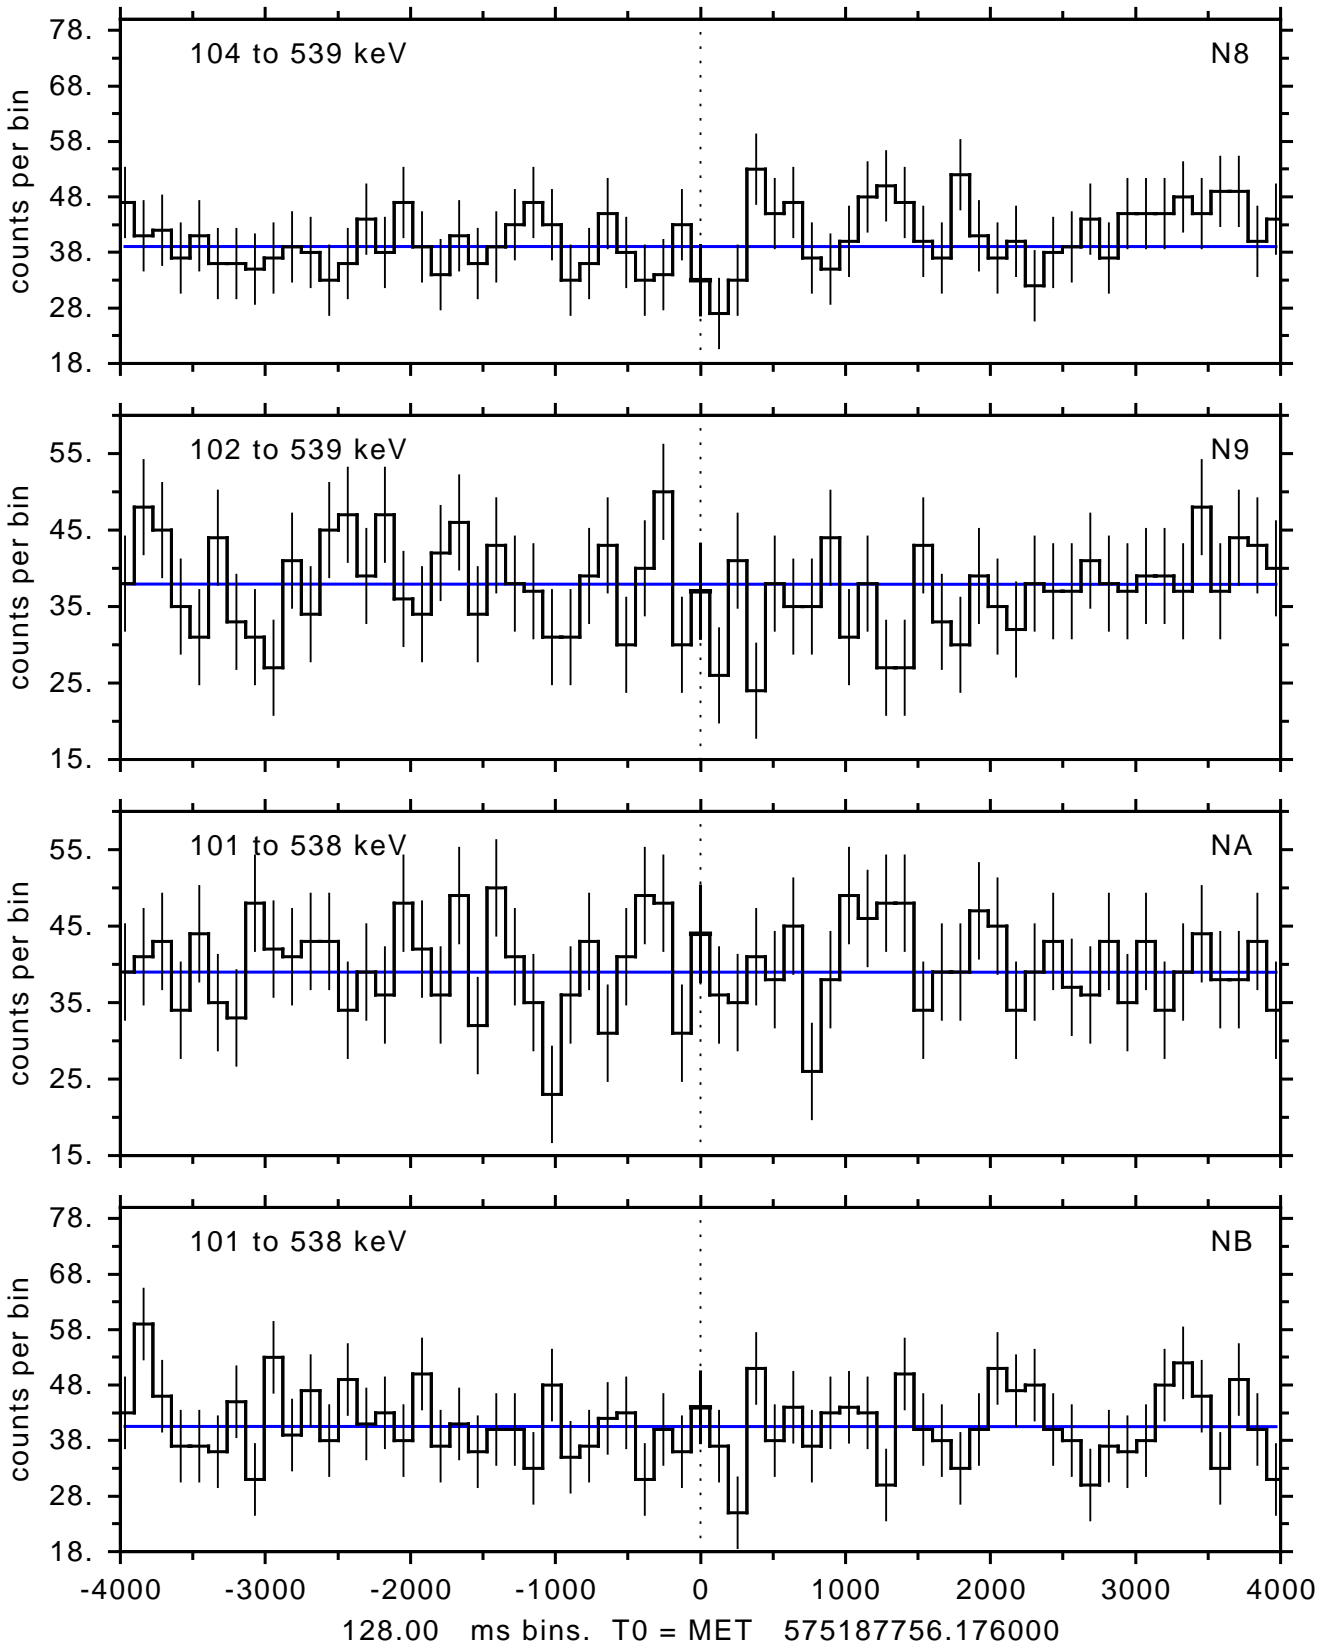 104 to 539 keV
N8
78.
68.
58.
48.
38.
28.
18.
counts per bin
102 to 539 keV
N9
55.
45.
35.
25.
15.
counts per bin
101 to 538 keV
NA
55.
45.
35.
25.
15.
counts per bin
101 to 538 keV
NB
78.
68.
58.
48.
38.
28.
18.
counts per bin
-4000 -3000 -2000 -1000 0 1000 2000 3000 4000
128.00 ms bins. T0 = MET 575187756.176000